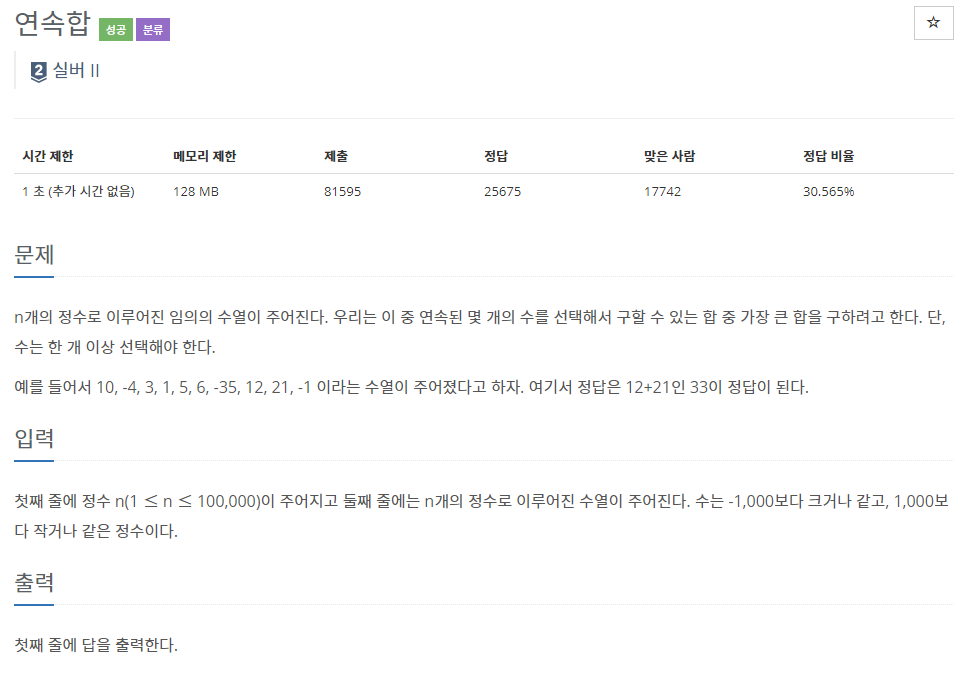 연속합 성공 분류
☆
2 실버 II
시간 제한 메모리 제한 제출 정답 맞은 사람 정답 비율
1 초 (추가 시간 없음) 128 MB 81595 25675 17742 30.565%
문제
n개의 정수로 이루어진 임의의 수열이 주어진다. 우리는 이 중 연속된 몇 개의 수를 선택해서 구할 수 있는 합 중 가장 큰 합을 구하려고 한다. 단,
수는 한 개 이상 선택해야 한다.
예를 들어서 10, -4, 3, 1, 5, 6, -35, 12, 21, -1 이라는 수열이 주어졌다고 하자. 여기서 정답은 12+21인 33이 정답이 된다.
입력
첫째 줄에 정수 n(1 ≤ n ≤ 100,000)이 주어지고 둘째 줄에는 n개의 정수로 이루어진 수열이 주어진다. 수는 -1,000보다 크거나 같고, 1,000보
다 작거나 같은 정수이다.
출력
첫째 줄에 답을 출력한다.